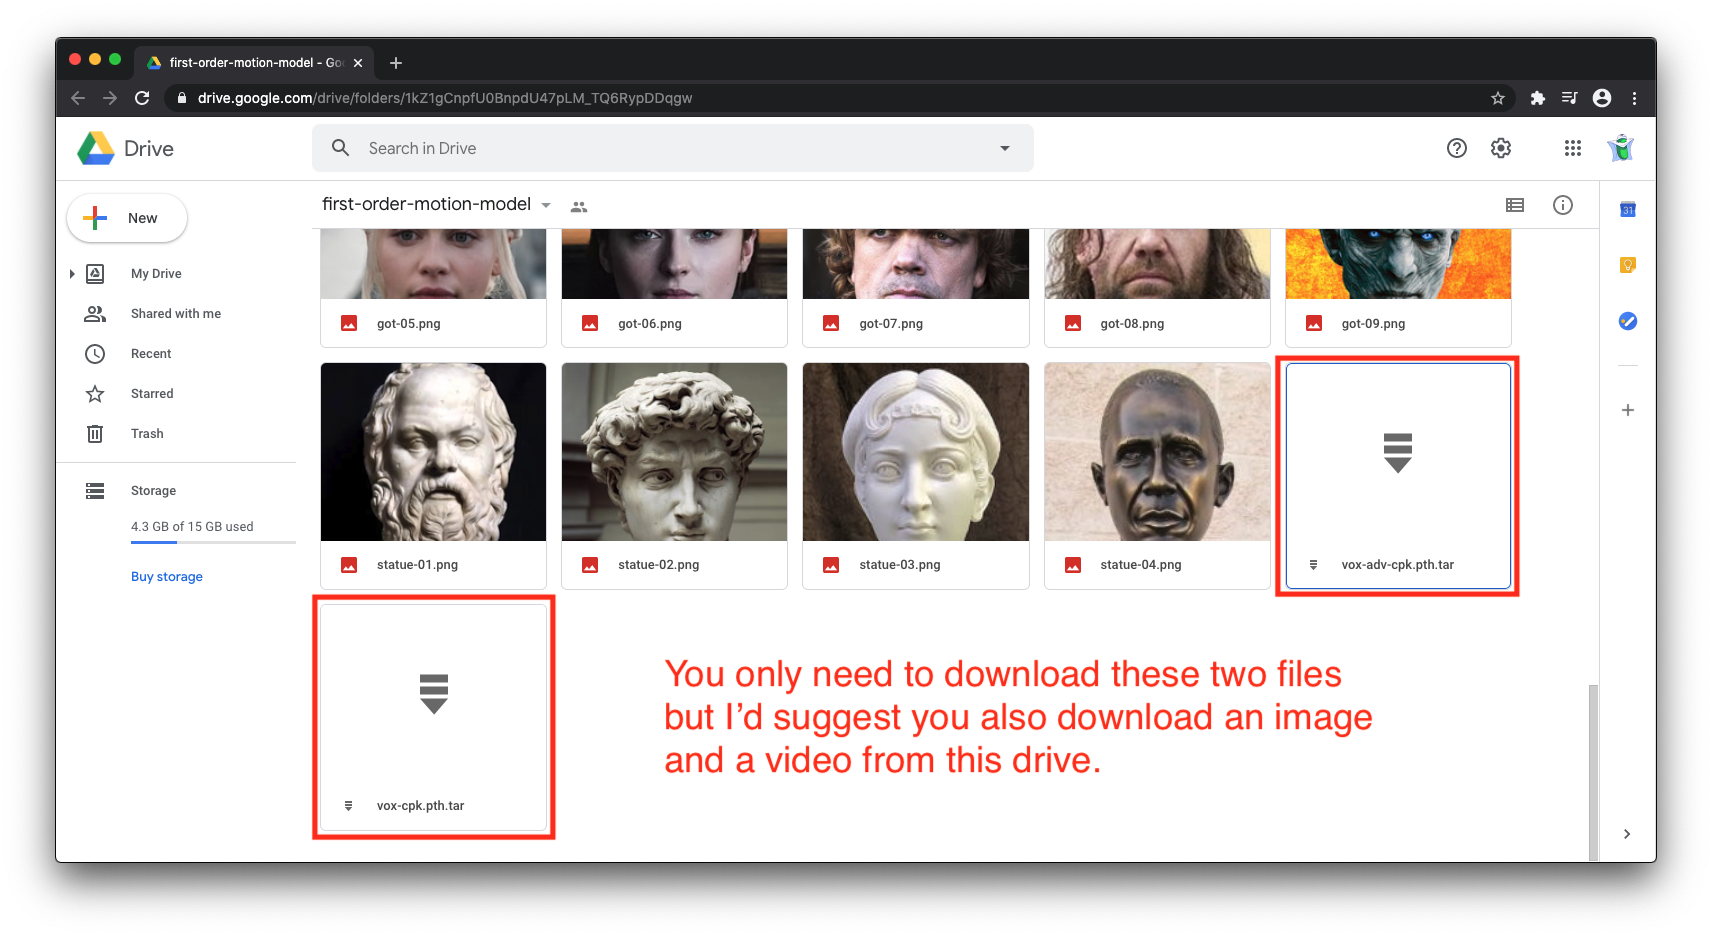 first-order-motion-model - Goo
drive.google.com/drive/folders/1kZ1gCnpfU0BnpdU47pLM_TQ6RypDDqgw
Drive
Search in Drive
New
first-order-motion-model
My Drive
Shared with me
Recent
Starred
Trash
Storage
4.3 GB of 15 GB used
Buy storage
31
got-05.png
got-06.png
got-07.png
got-08.png
got-09.png
statue-01.png
statue-02.png
statue-03.png
statue-04.png
vox-adv-cpk.pth.tar
vox-cpk.pth.tar
You only need to download these two files
but I’d suggest you also download an image
and a video from this drive.